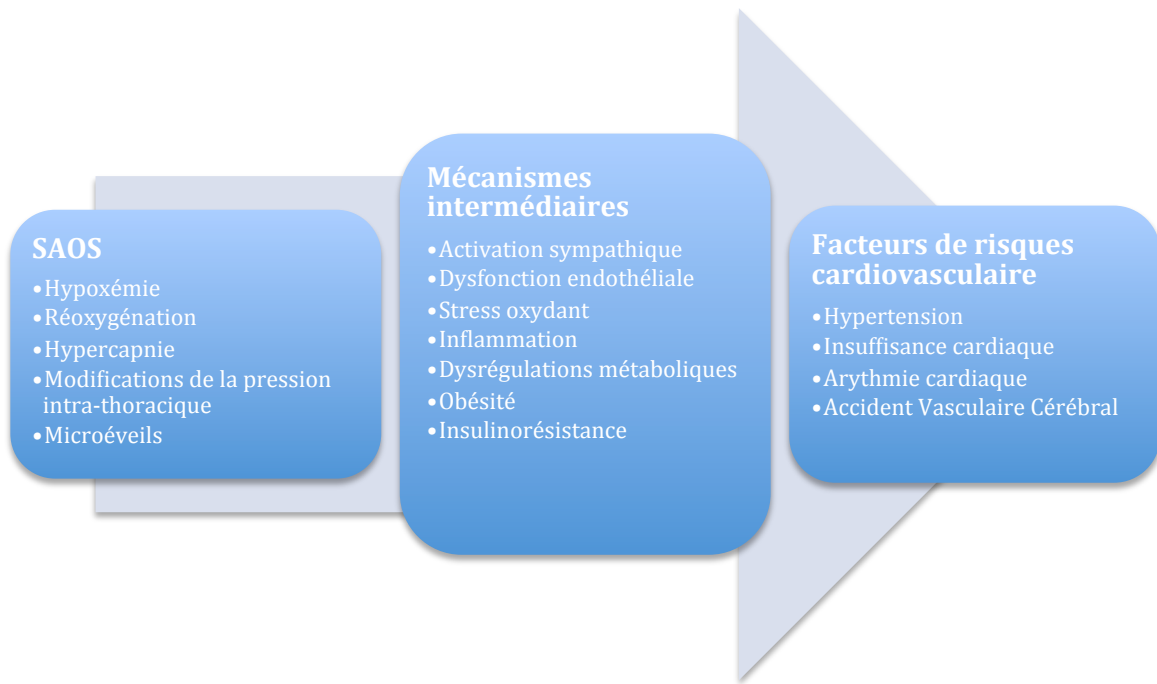 SAOS
•Hypoxémie
•Réoxygénation
•Hypercapnie
•Modifications de la pression
intra-thoracique
•Microéveils
Mécanismes
intermédiaires
•Activation sympathique
•Dysfonction endothéliale
•Stress oxydant
•Inflammation
•Dysrégulations métaboliques
•Obésité
•Insulinorésistance
Facteurs de risques
cardiovasculaire
•Hypertension
•Insuffisance cardiaque
•Arythmie cardiaque
•Accident Vasculaire Cérébral